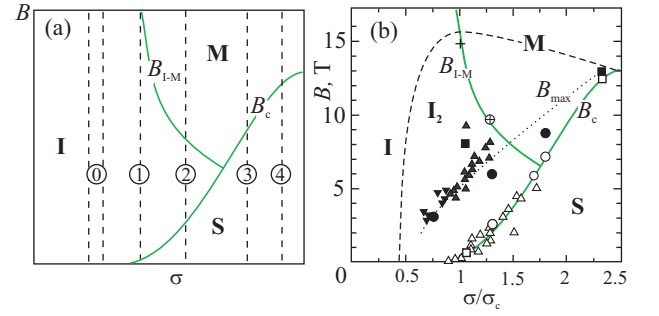 B
(a)
M
B_I-M
B_c
I
0 1 2 3 4
S
σ
(b)
15
10
5
0
B, T
M
B_I-M
I_2
B_max
B_c
I
S
0.5 1.0 1.5 2 2.5
σ/σ_c